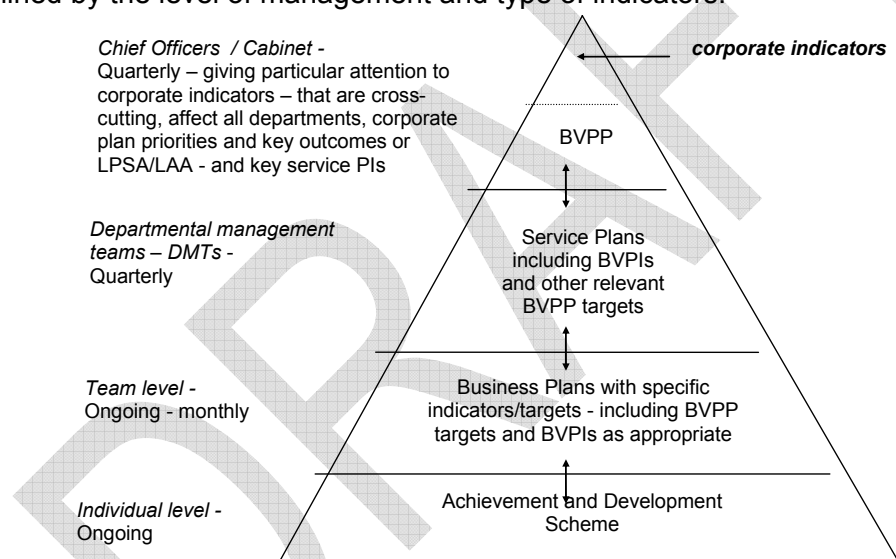 by the level of management and type of indicators.
Chief Officers / Cabinet -
Quarterly – giving particular attention to
corporate indicators – that are cross-
cutting, affect all departments, corporate
plan priorities and key outcomes or
LPSA/LAA - and key service PIs
corporate indicators
BVPP
Departmental management
teams – DMTs -
Quarterly
Service Plans
including BVPIs
and other relevant
BVPP targets
Team level -
Ongoing - monthly
Business Plans with specific
indicators/targets - including BVPP
targets and BVPIs as appropriate
Individual level -
Ongoing
Achievement and Development
Scheme
DRAF